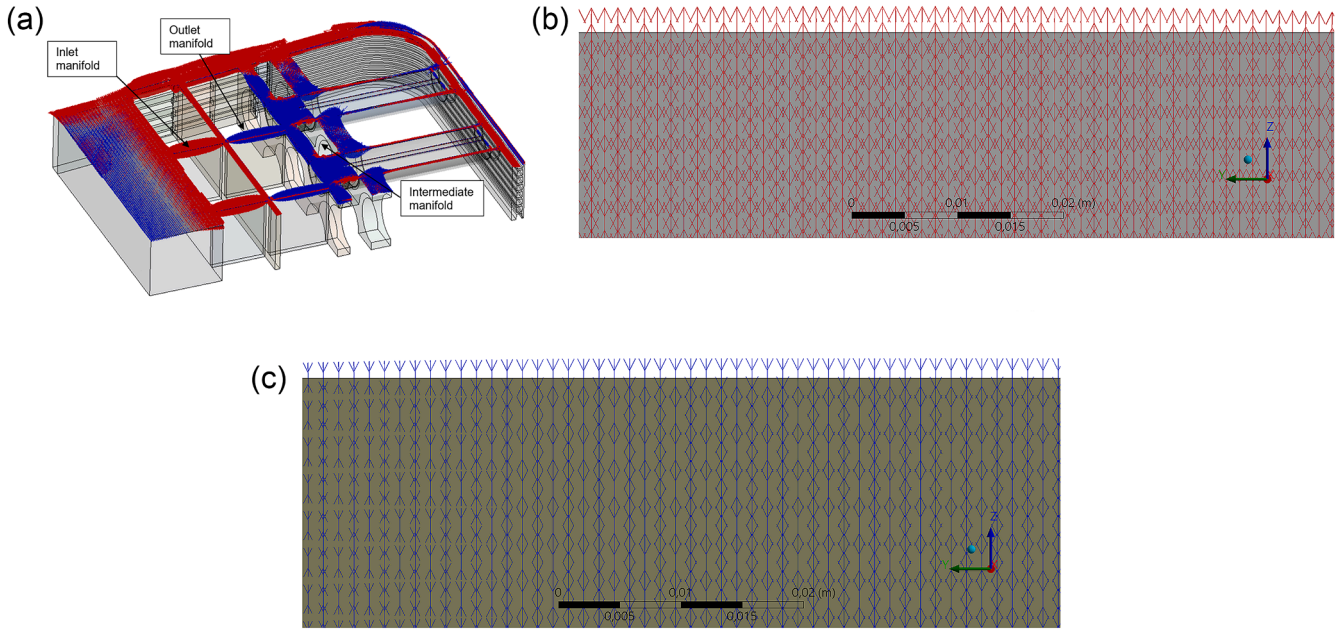 (a)
Outlet
manifold
Inlet
manifold
Intermediate
manifold
(b)
Z
0 0,01 0,02 (m)
0,005 0,015
(c)
Z
0 0,01 0,02 (m)
0,005 0,015